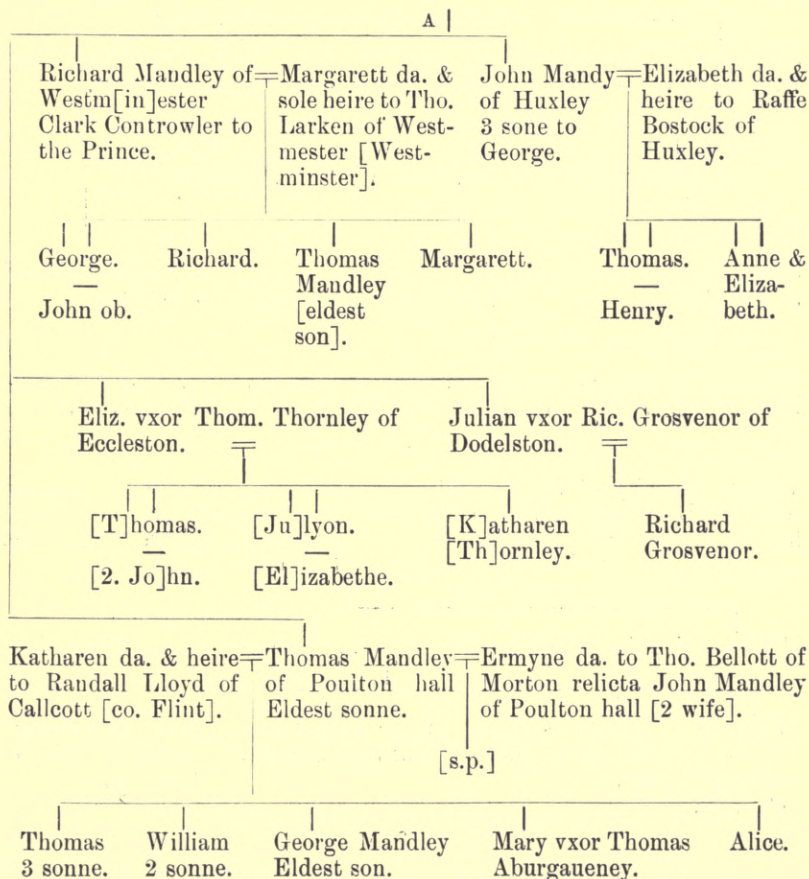 A
Richard Mandley of Westm[in]ester Clark Controwler to the Prince.
Margarett da. & sole heire to Tho. Larken of West-mester [West-minster].
John Mandy of Huxley 3 sone to George.
Elizabeth da. & heire to Raffe Bostock of Huxley.
George.
—
John ob.
Richard.
Thomas Mandley [eldest son].
Margarett.
Thomas.
—
Henry.
Anne & Eliza-beth.
Eliz. vxor Thom. Thornley of Eccleston.
Julian vxor Ric. Grosvenor of Dodelston.
[T]homas.
—
[2. Jo]hn.
[Ju]lyon.
—
[El]izabethe.
[K]atharen [Th]ornley.
Richard Grosvenor.
Katharen da. & heire to Randall Lloyd of Callcott [co. Flint].
Thomas Mandley of Poulton hall Eldest sonne.
Ermyne da. to Tho. Bellott of Morton relicta John Mandley of Poulton hall [2 wife].
[s.p.]
Thomas 3 sonne.
William 2 sonne.
George Mandley Eldest son.
Mary vxor Thomas Aburgaueney.
Alice.